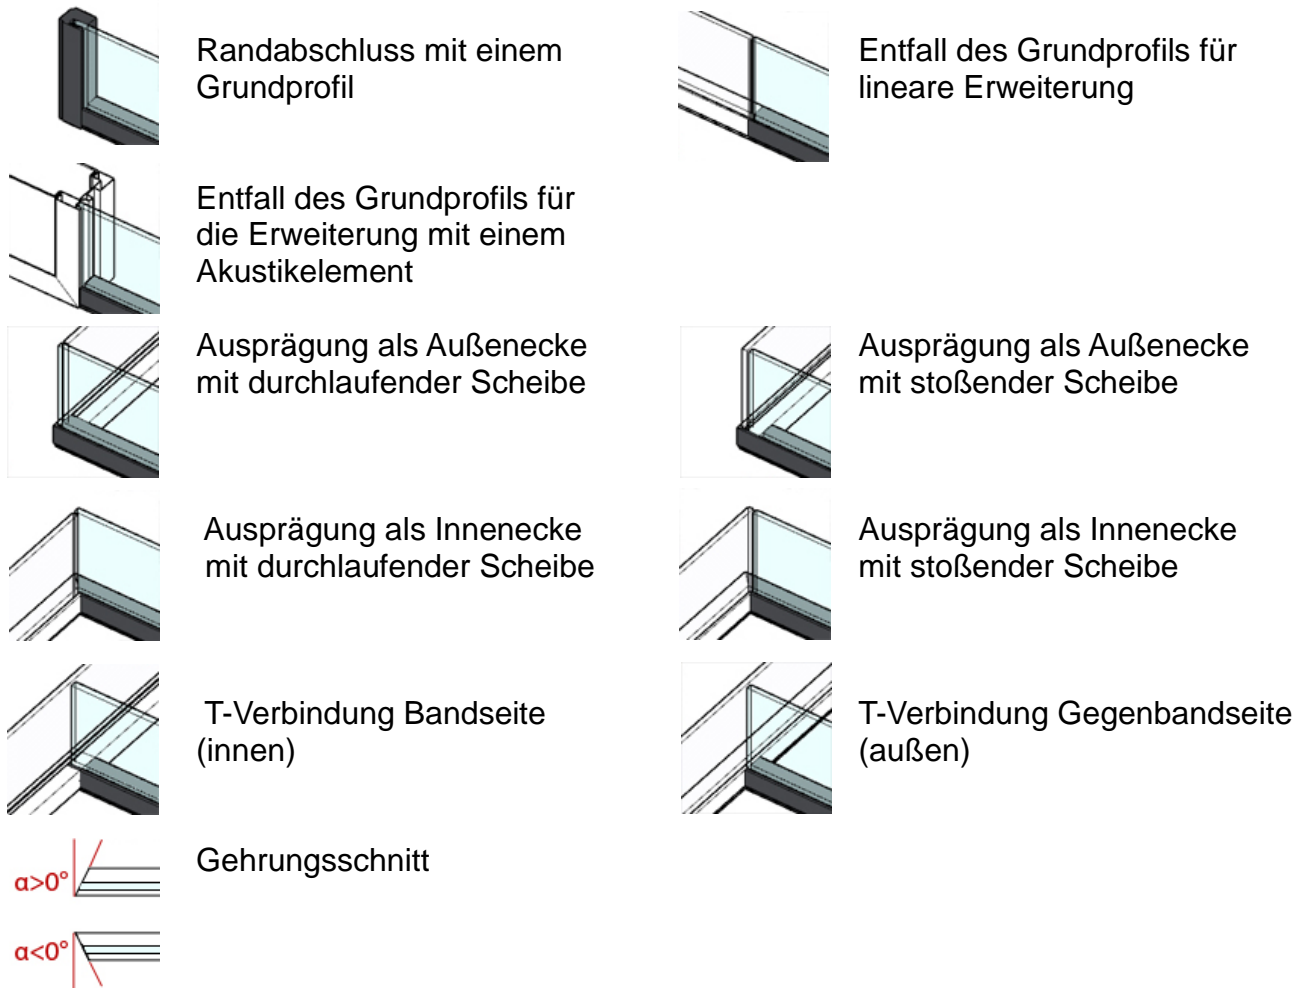 Randabschluss mit einem
Grundprofil
Entfall des Grundprofils für
lineare Erweiterung
Entfall des Grundprofils für
die Erweiterung mit einem
Akustikelement
Ausprägung als Außenecke
mit durchlaufender Scheibe
Ausprägung als Außenecke
mit stoßender Scheibe
Ausprägung als Innenecke
mit durchlaufender Scheibe
Ausprägung als Innenecke
mit stoßender Scheibe
T-Verbindung Bandseite
(innen)
T-Verbindung Gegenbandseite
(außen)
α>0°
Gehrungsschnitt
α<0°